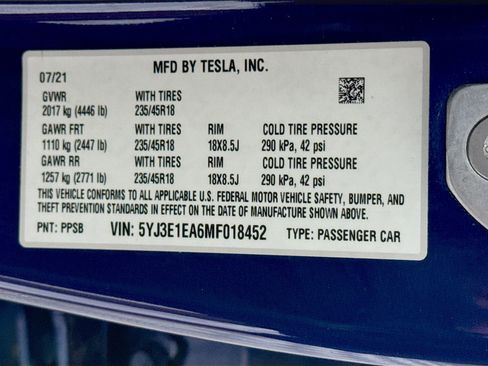 MFD BY TESLA, INC.
07/21
GVWR WITH TIRES
2017 kg (4446 lb) 235/45R18
GAWR FRT WITH TIRES RIM COLD TIRE PRESSURE
1110 kg (2447 lb) 235/45R18 18X8.5J 290 kPa, 42 psi
GAWR RR WITH TIRES RIM COLD TIRE PRESSURE
1257 kg (2771 lb) 235/45R18 18X8.5J 290 kPa, 42 psi
THIS VEHICLE CONFORMS TO ALL APPLICABLE U.S. FEDERAL MOTOR VEHICLE SAFETY, BUMPER, AND
THEFT PREVENTION STANDARDS IN EFFECT ON THE DATE OF MANUFACTURE SHOWN ABOVE.
PNT: PPSB VIN: 5YJ3E1EA6MF018452 TYPE: PASSENGER CAR